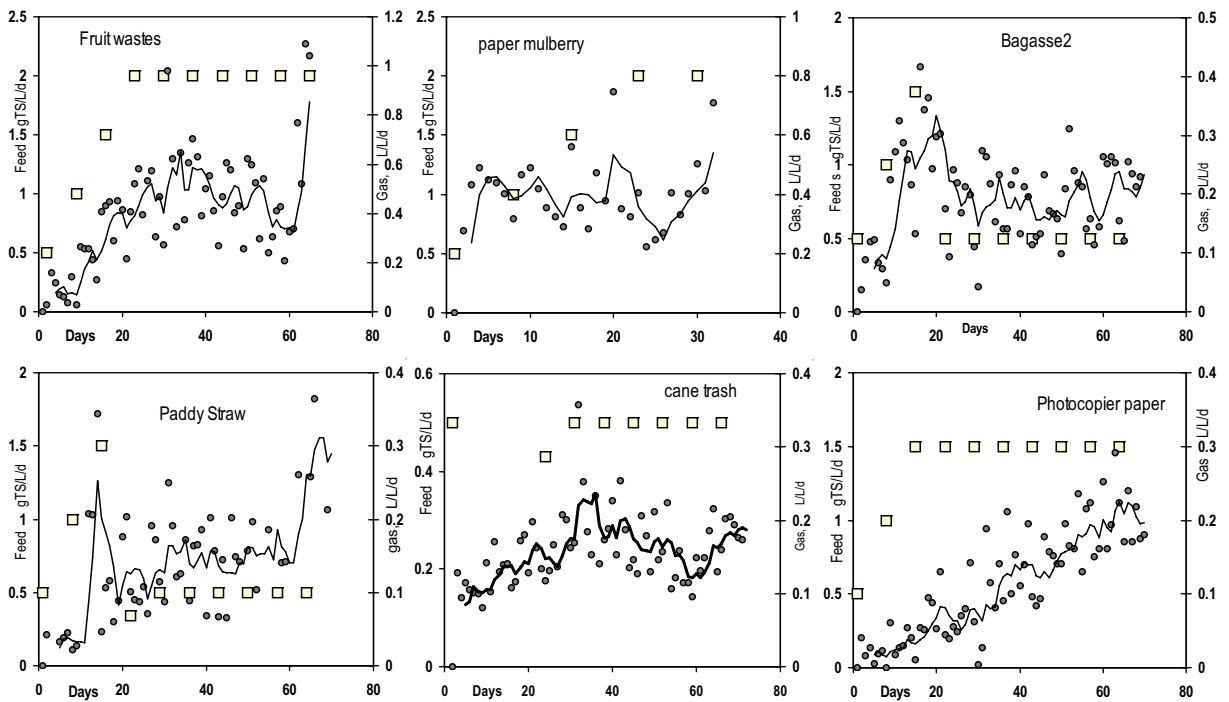 Fruit wastes
Feed gTS/L/d
2.5
2
1.5
1
0.5
0
1.2
1
0.8
0.6
0.4
0.2
0
Gas, L/L/d
0 Days 20 40 60 80
paper mulberry
Feed gTS/L/d
2.5
2
1.5
1
0.5
0
1
0.8
0.6
0.4
0.2
0
Gas, L/L/d
0 Days 10 20 30 40
Bagasse2
Feed s gTS/L/d
2
1.5
1
0.5
0
0.5
0.4
0.3
0.2
0.1
0
Gas, L/L/d
0 20 Days 40 60 80
Paddy Straw
Feed gTS/L/d
2
1.5
1
0.5
0
0.4
0.3
0.2
0.1
0
gas, L/L/d
0 Days 20 40 60 80
cane trash
Feed gTS/L/d
0.6
0.4
0.2
0
0.4
0.3
0.2
0.1
0
Gas, L/L/d
0 Days 20 40 60 80
Photocopier paper
Feed gTS/L/d
2
1.5
1
0.5
0
0.4
0.3
0.2
0.1
0
Gas L/L/d
0 Days 20 40 60 80